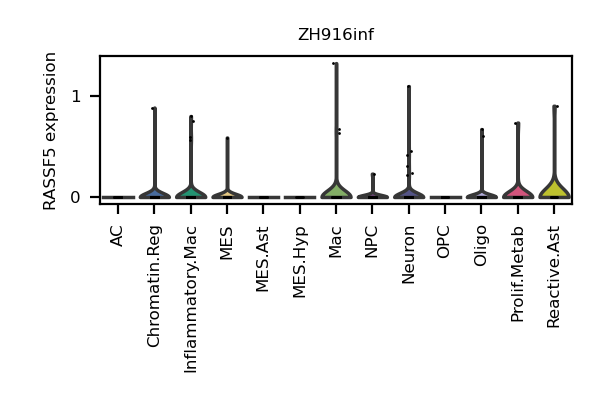 ZH916inf
RASSF5 expression
1
0
AC
Chromatin.Reg
Inflammatory.Mac
MES
MES.Ast
MES.Hyp
Mac
NPC
Neuron
OPC
Oligo
Prolif.Metab
Reactive.Ast